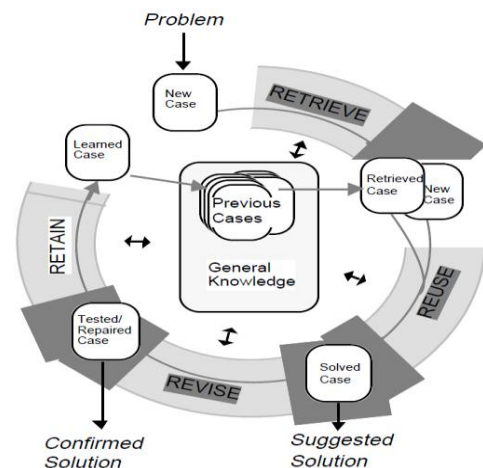 Problem
New
Case
RETRIEVE
Learned
Case
Retrieved
Case
New
Case
Previous
Cases
General
Knowledge
RETAIN
REUSE
Tested/
Repaired
Case
REVISE
Solved
Case
Confirmed
Solution
Suggested
Solution